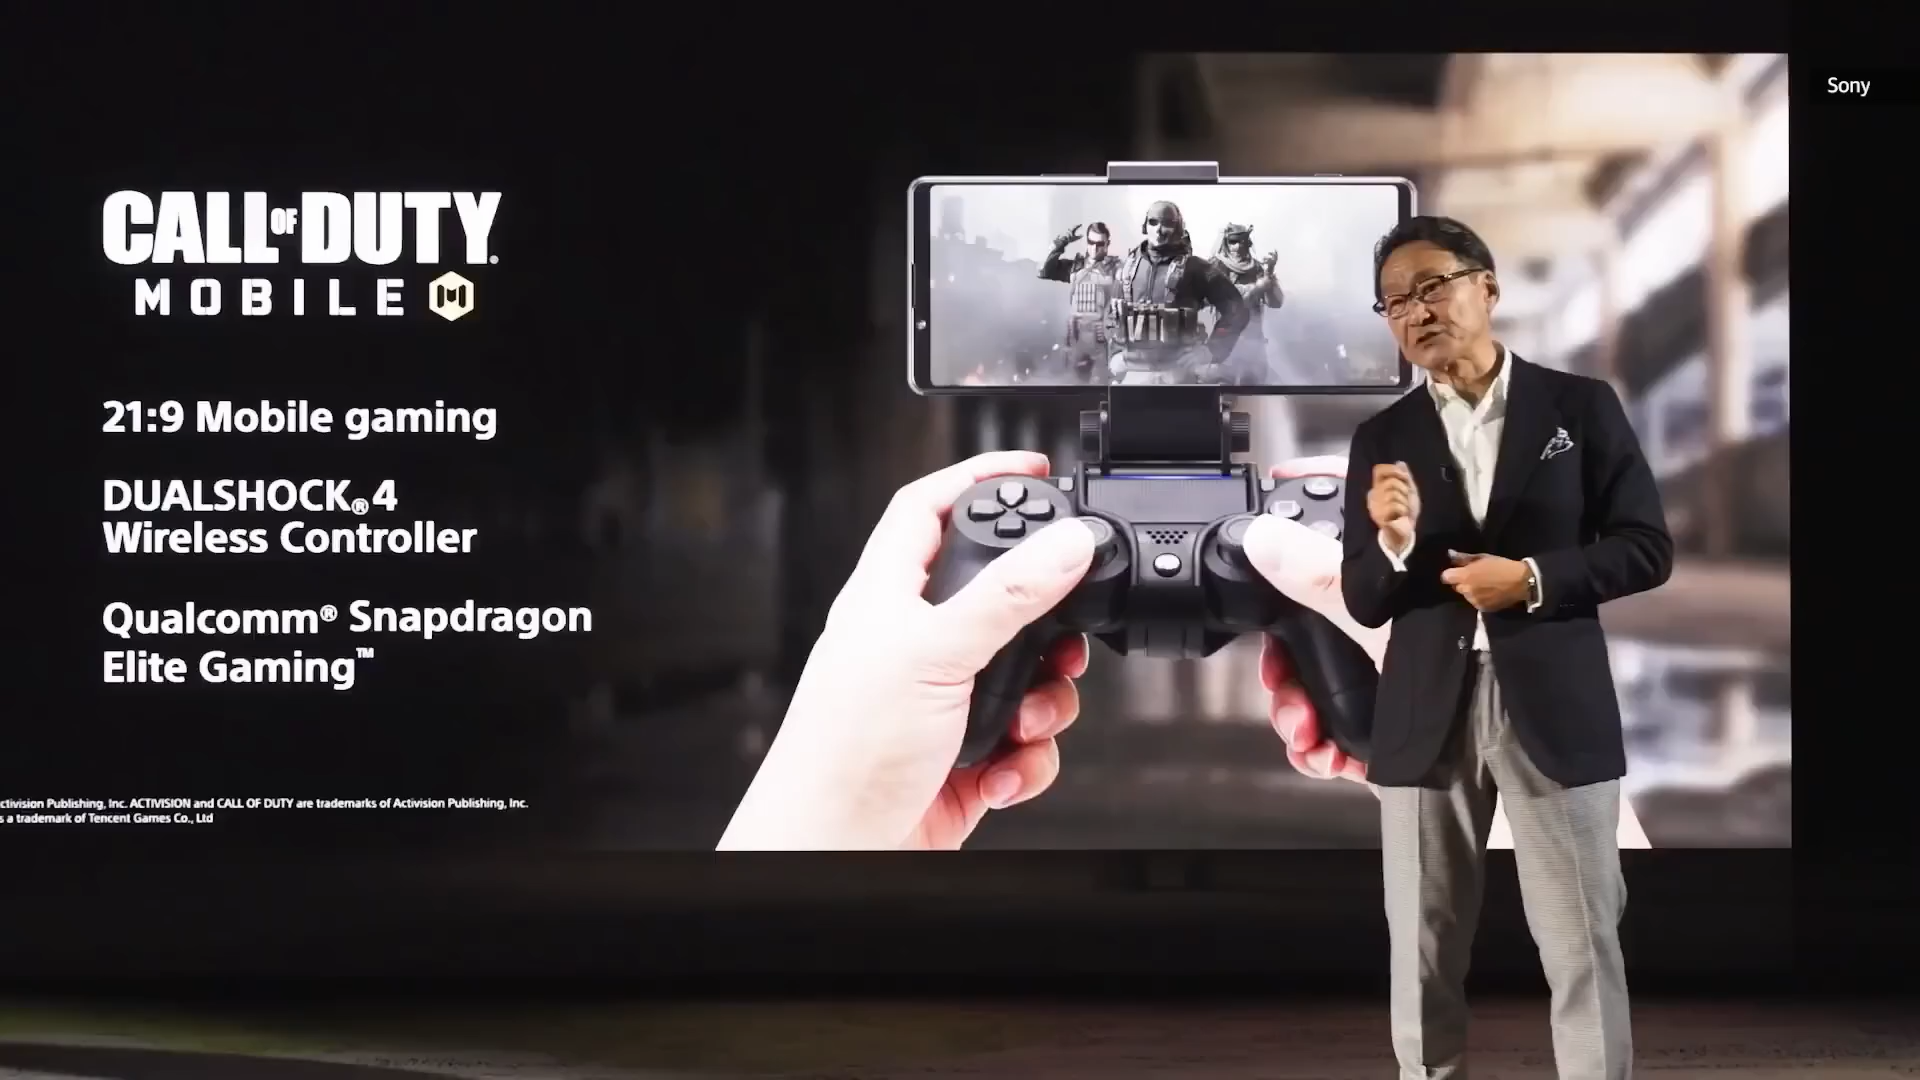 Sony
CALL OF DUTY.
MOBILE
21:9 Mobile gaming
DUALSHOCK®4
Wireless Controller
Qualcomm® Snapdragon
Elite Gaming™
ctivision Publishing, Inc. ACTIVISION and CALL OF DUTY are trademarks of Activision Publishing, Inc.
s a trademark of Tencent Games Co., Ltd